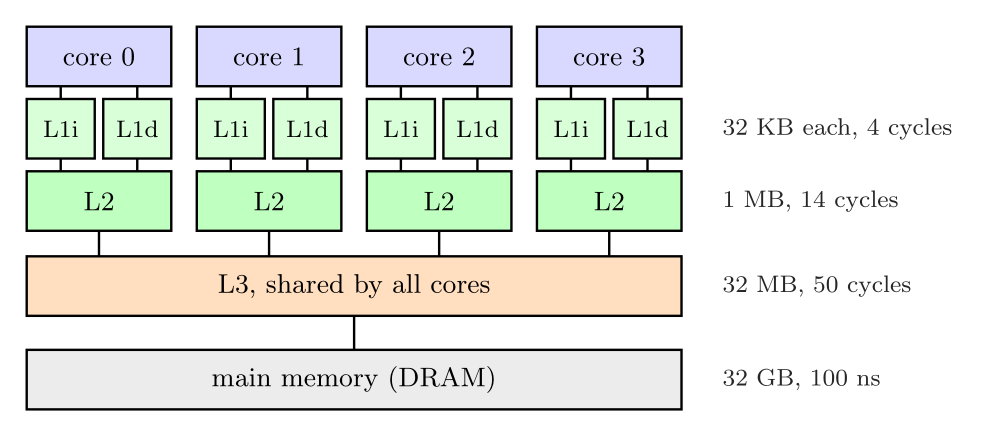 core 0 core 1 core 2 core 3
L1i L1d L1i L1d L1i L1d L1i L1d 32 KB each, 4 cycles
L2 L2 L2 L2 1 MB, 14 cycles
L3, shared by all cores 32 MB, 50 cycles
main memory (DRAM) 32 GB, 100 ns